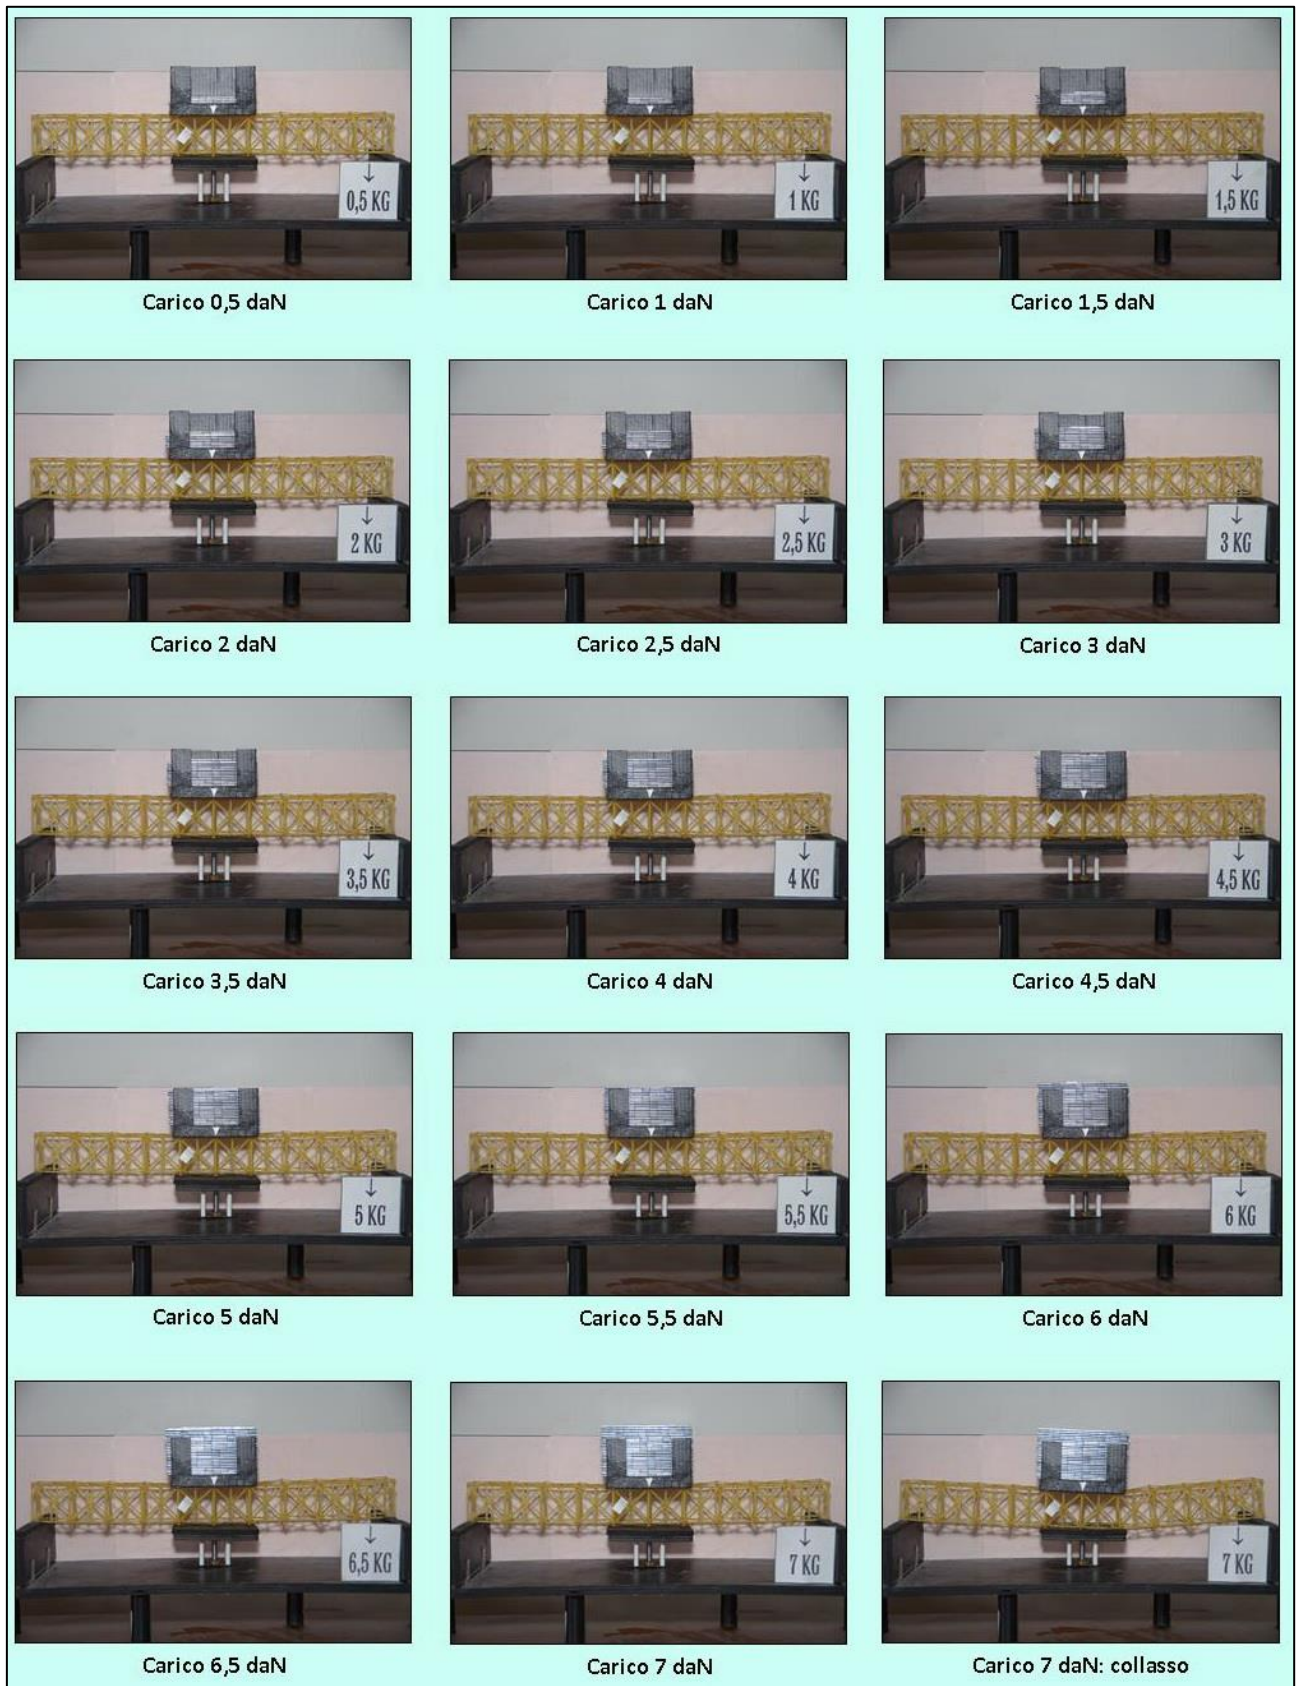 ↓ ↓ ↓
0,5 KG 1 KG 1,5 KG
Carico 0,5 daN Carico 1 daN Carico 1,5 daN
↓ ↓ ↓
2 KG 2,5 KG 3 KG
Carico 2 daN Carico 2,5 daN Carico 3 daN
↓ ↓ ↓
3,5 KG 4 KG 4,5 KG
Carico 3,5 daN Carico 4 daN Carico 4,5 daN
↓ ↓ ↓
5 KG 5,5 KG 6 KG
Carico 5 daN Carico 5,5 daN Carico 6 daN
↓ ↓ ↓
6,5 KG 7 KG 7 KG
Carico 6,5 daN Carico 7 daN Carico 7 daN: collasso